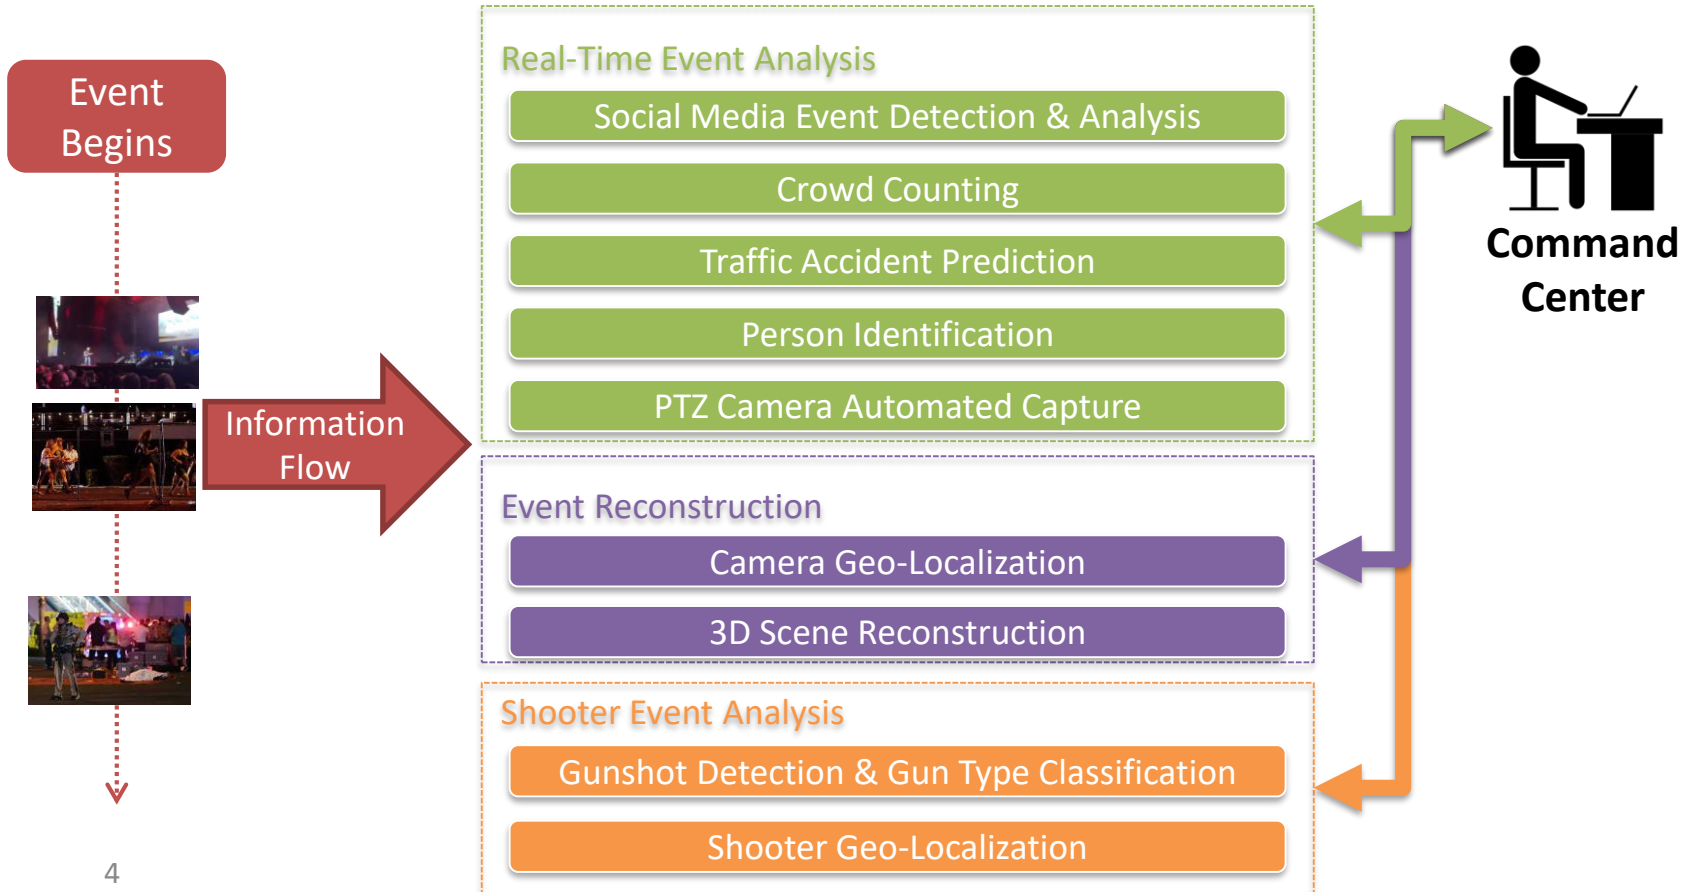 Event
Begins
Information
Flow
Real-Time Event Analysis
Social Media Event Detection & Analysis
Crowd Counting
Traffic Accident Prediction
Person Identification
PTZ Camera Automated Capture
Event Reconstruction
Camera Geo-Localization
3D Scene Reconstruction
Shooter Event Analysis
Gunshot Detection & Gun Type Classification
Shooter Geo-Localization
Command
Center
4